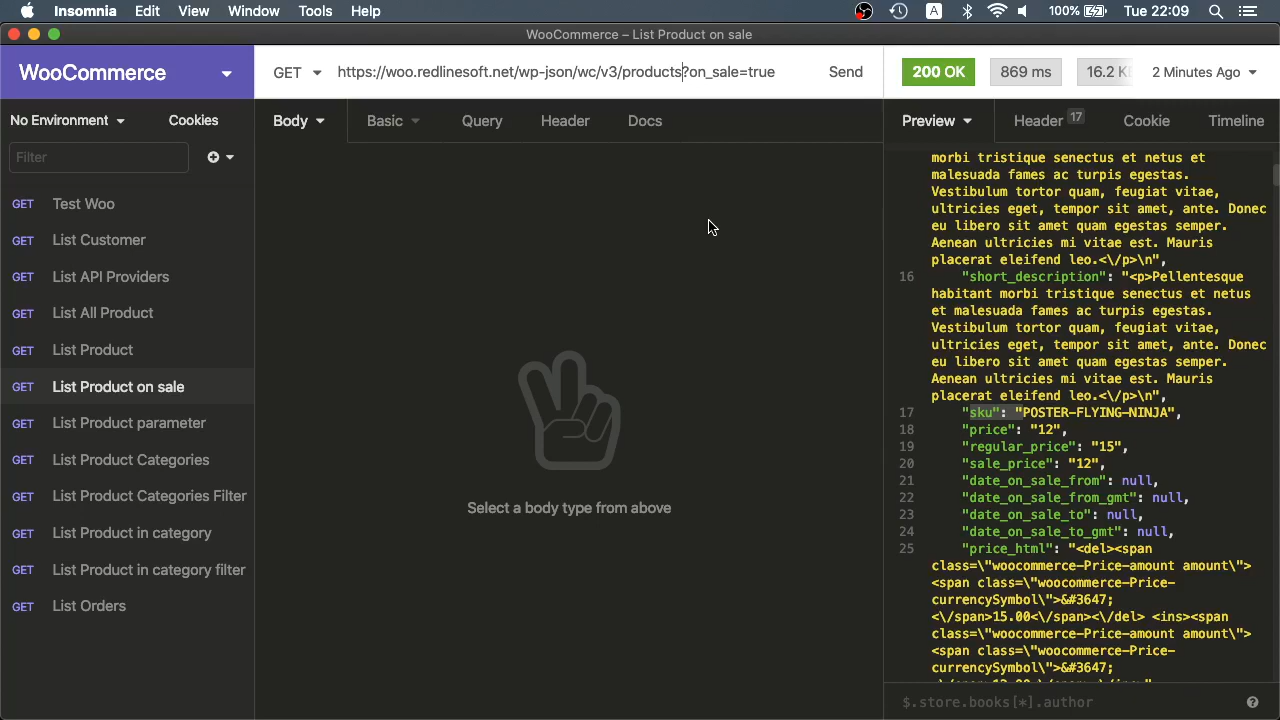 Insomnia Edit View Window Tools Help A 100% Tue 22:09
WooCommerce – List Product on sale
WooCommerce
GET https://woo.redlinesoft.net/wp-json/wc/v3/products?on_sale=true Send
200 OK 869 ms 16.2 2 Minutes Ago
No Environment Cookies
Body Basic Query Header Docs
Preview Header 17 Cookie Timeline
Filter
GET Test Woo
GET List Customer
GET List API Providers
GET List All Product
GET List Product
GET List Product on sale
GET List Product parameter
GET List Product Categories
GET List Product Categories Filter
GET List Product in category
GET List Product in category filter
GET List Orders
Select a body type from above
morbi tristique senectus et netus et
malesuada fames ac turpis egestas.
Vestibulum tortor quam, feugiat vitae,
ultricies eget, tempor sit amet, ante. Donec
eu libero sit amet quam egestas semper.
Aenean ultricies mi vitae est. Mauris
placerat eleifend leo.<\/p>\n",
16 "short_description": "<p>Pellentesque
habitant morbi tristique senectus et netus
et malesuada fames ac turpis egestas.
Vestibulum tortor quam, feugiat vitae,
ultricies eget, tempor sit amet, ante. Donec
eu libero sit amet quam egestas semper.
Aenean ultricies mi vitae est. Mauris
placerat eleifend leo.<\/p>\n",
17 "sku": "POSTER-FLYING-NINJA",
18 "price": "12",
19 "regular_price": "15",
20 "sale_price": "12",
21 "date_on_sale_from": null,
22 "date_on_sale_from_gmt": null,
23 "date_on_sale_to": null,
24 "date_on_sale_to_gmt": null,
25 "price_html": "<del><span
class=\"woocommerce-Price-amount amount\">
<span class=\"woocommerce-Price-
currencySymbol\">&#3647;
<\/span>15.00<\/span><\/del> <ins><span
class=\"woocommerce-Price-amount amount\">
<span class=\"woocommerce-Price-
currencySymbol\">&#3647;
$.store.books[*].author